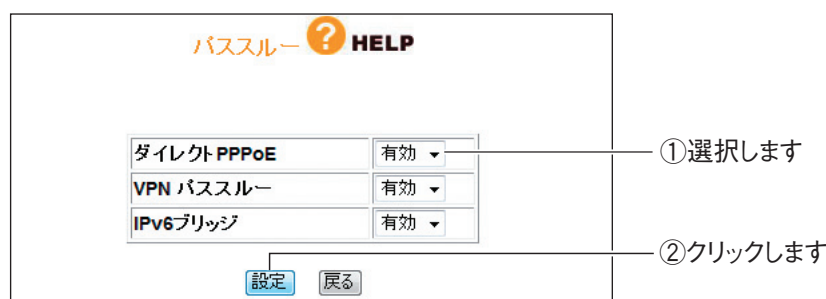 パススルー ? HELP
ダイレクトPPPoE 有効
①選択します
VPN パススルー 有効
IPv6ブリッジ 有効
②クリックします
設定 戻る